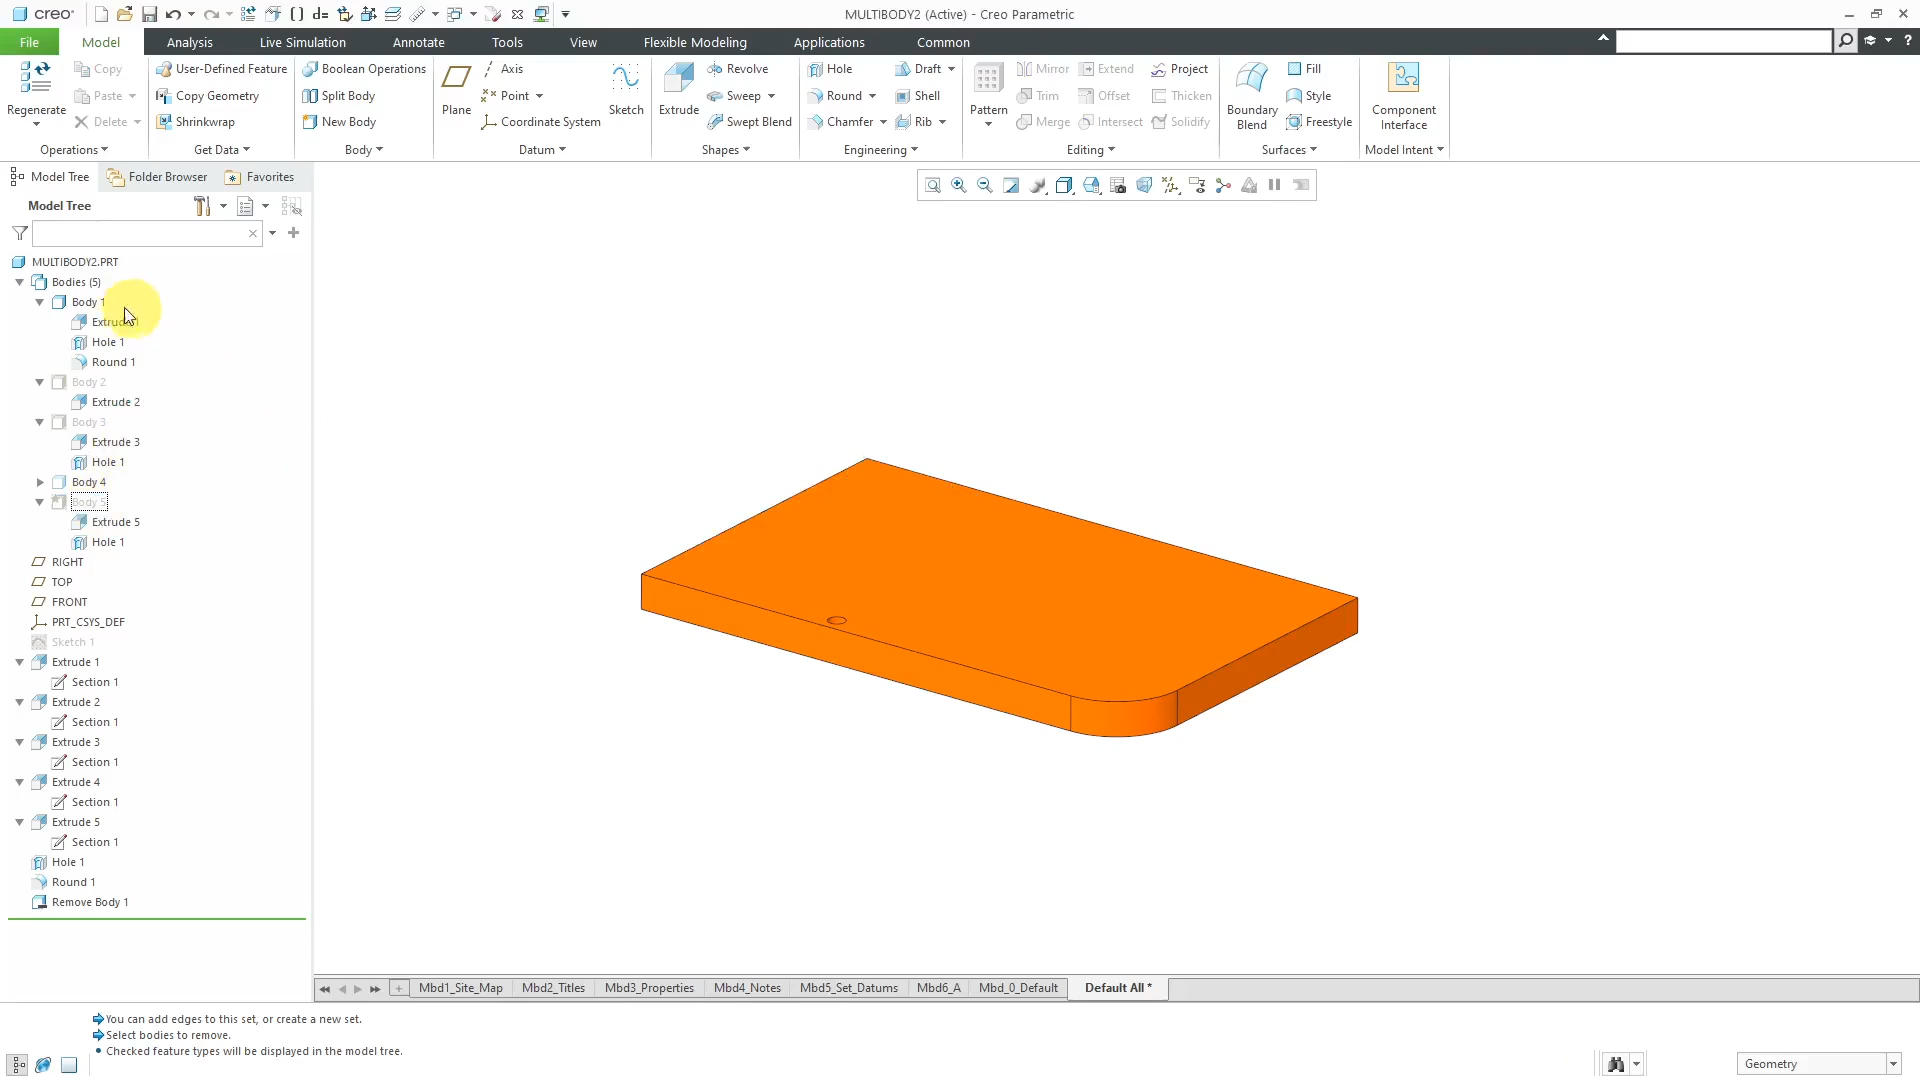 creo
MULTIBODY2 (Active) - Creo Parametric
File
Model
Analysis
Live Simulation
Annotate
Tools
View
Flexible Modeling
Applications
Common
Regenerate
Copy
Paste
Delete
Operations
User-Defined Feature
Copy Geometry
Shrinkwrap
Get Data
Boolean Operations
Split Body
New Body
Body
Plane
Axis
Point
Coordinate System
Sketch
Datum
Extrude
Revolve
Sweep
Swept Blend
Shapes
Hole
Round
Chamfer
Draft
Shell
Rib
Engineering
Pattern
Mirror
Trim
Merge
Extend
Offset
Intersect
Project
Thicken
Solidify
Editing
Boundary Blend
Fill
Style
Freestyle
Surfaces
Component Interface
Model Intent
Model Tree
Folder Browser
Favorites
Model Tree
MULTIBODY2.PRT
Bodies (5)
Body 1
Extrude 1
Hole 1
Round 1
Body 2
Extrude 2
Body 3
Extrude 3
Hole 1
Body 4
Body 5
Extrude 5
Hole 1
RIGHT
TOP
FRONT
PRT_CSYS_DEF
Sketch 1
Extrude 1
Section 1
Extrude 2
Section 1
Extrude 3
Section 1
Extrude 4
Section 1
Extrude 5
Section 1
Hole 1
Round 1
Remove Body 1
Mbd1_Site_Map
Mbd2_Titles
Mbd3_Properties
Mbd4_Notes
Mbd5_Set_Datums
Mbd6_A
Mbd_0_Default
Default All *
You can add edges to this set, or create a new set.
Select bodies to remove.
Checked feature types will be displayed in the model tree.
Geometry